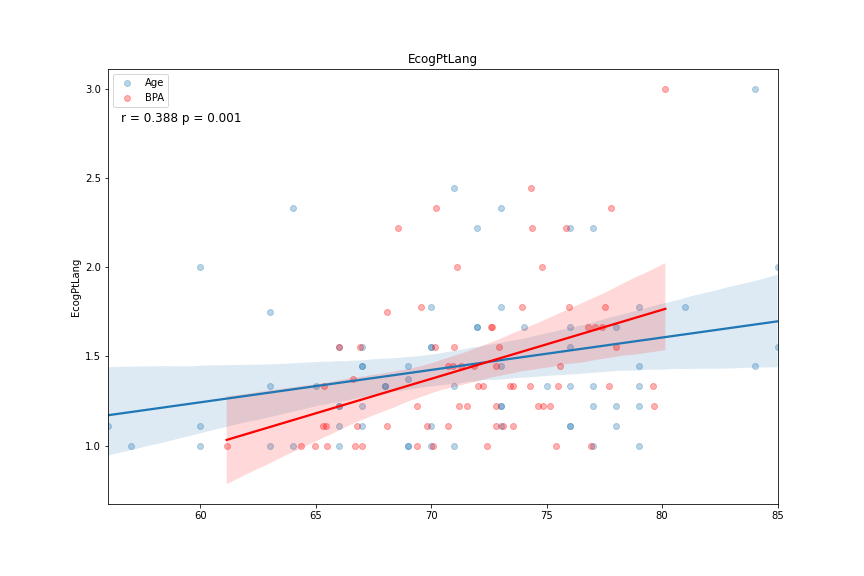 EcogPtLang
Age
BPA
r = 0.388 p = 0.001
EcogPtLang
3.0
2.5
2.0
1.5
1.0
60 65 70 75 80 85